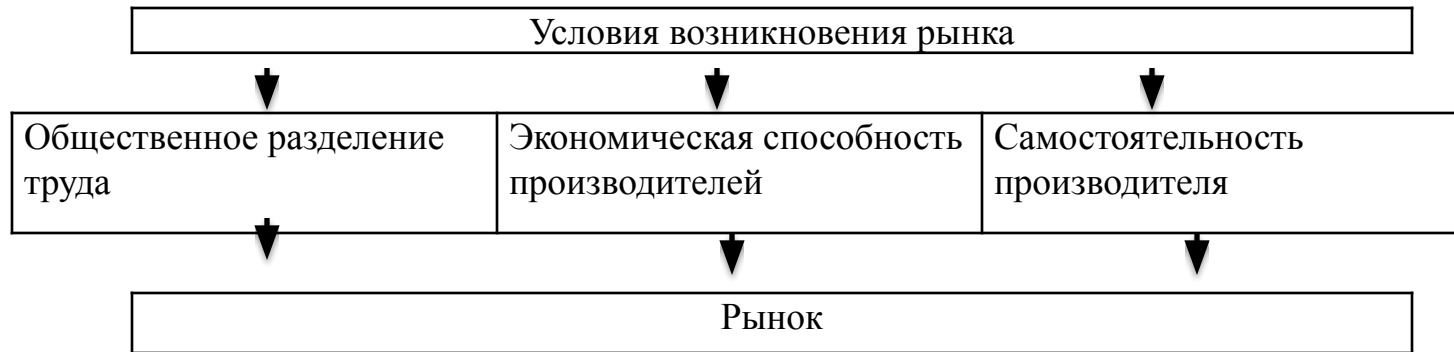 Условия возникновения рынка
Общественное разделение
труда
Экономическая способность
производителей
Самостоятельность
производителя
Рынок